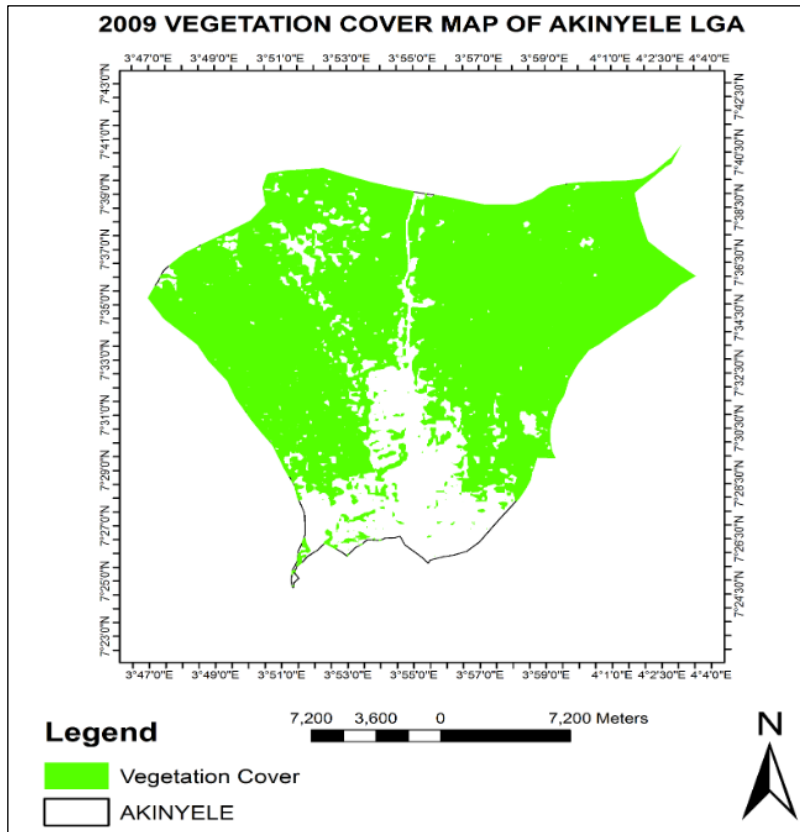 2009 VEGETATION COVER MAP OF AKINYELE LGA
3°47'0"E 3°49'0"E 3°51'0"E 3°53'0"E 3°55'0"E 3°57'0"E 3°59'0"E 4°1'0"E 4°2'30"E 4°4'0"E
7°43'0"N
7°41'0"N
7°39'0"N
7°37'0"N
7°35'0"N
7°33'0"N
7°31'0"N
7°29'0"N
7°27'0"N
7°25'0"N
7°23'0"N
7°42'30"N
7°40'30"N
7°38'30"N
7°36'30"N
7°34'30"N
7°32'30"N
7°30'30"N
7°28'30"N
7°26'30"N
7°24'30"N
3°47'0"E 3°49'0"E 3°51'0"E 3°53'0"E 3°55'0"E 3°57'0"E 3°59'0"E 4°1'0"E 4°2'30"E 4°4'0"E
7,200 3,600 0 7,200 Meters
N
Legend
Vegetation Cover
AKINYELE